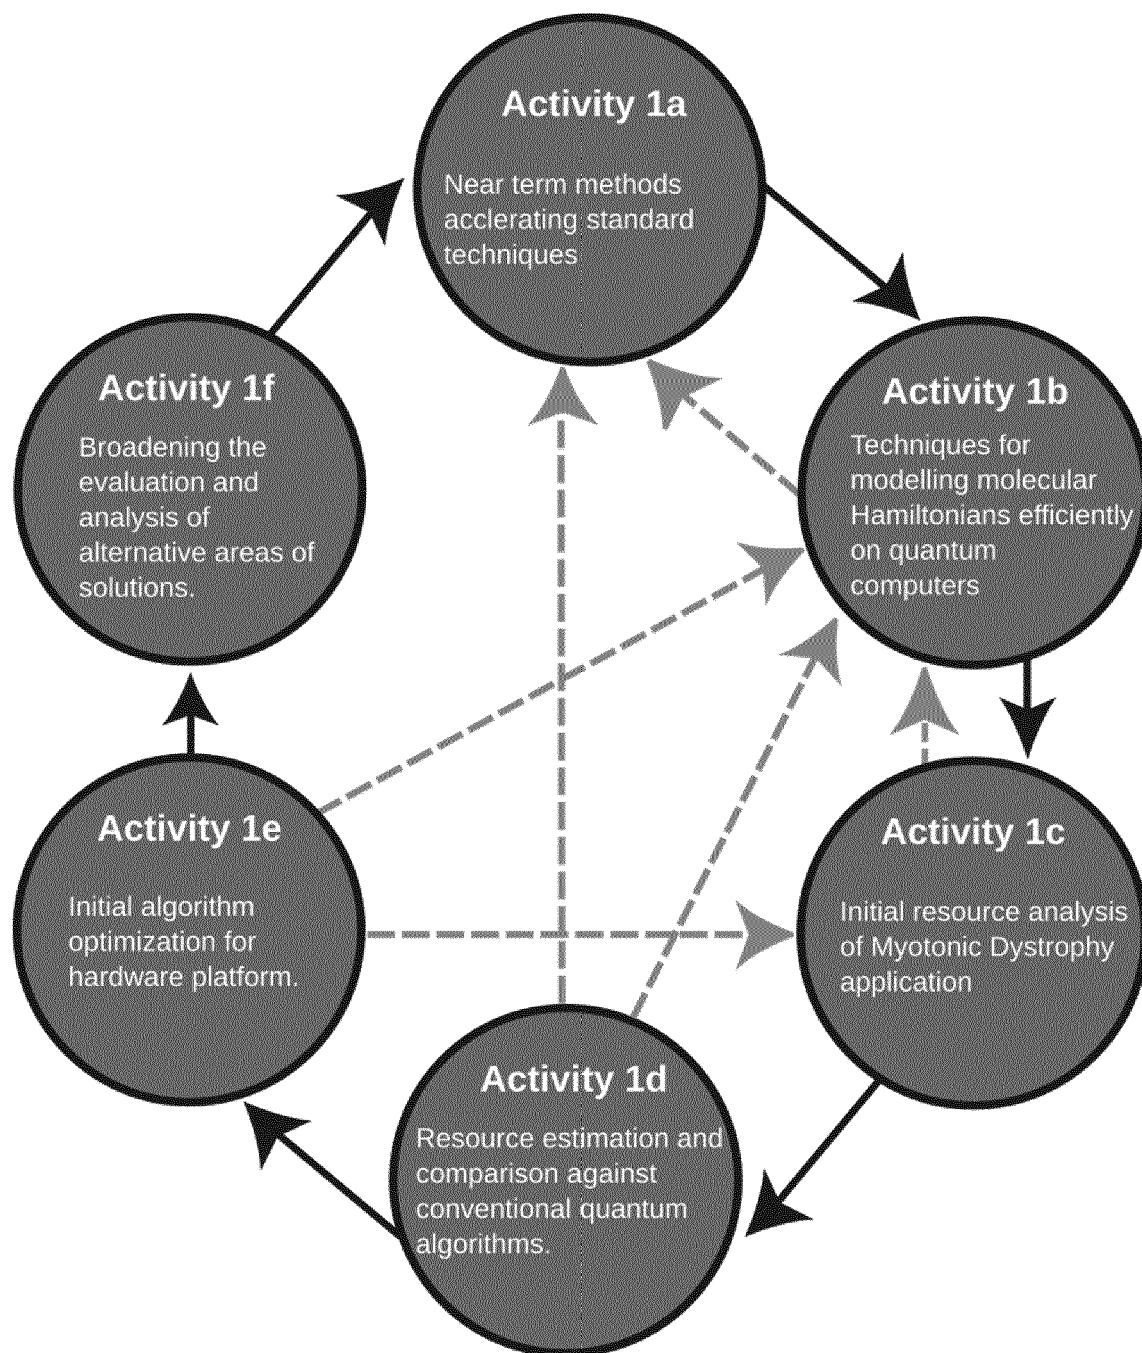 Activity 1a
Near term methods
acclerating standard
techniques
Activity 1b
Techniques for
modelling molecular
Hamiltonians efficiently
on quantum
computers
Activity 1c
Initial resource analysis
of Myotonic Dystrophy
application
Activity 1d
Resource estimation and
comparison against
conventional quantum
algorithms.
Activity 1e
Initial algorithm
optimization for
hardware platform.
Activity 1f
Broadening the
evaluation and
analysis of
alternative areas of
solutions.